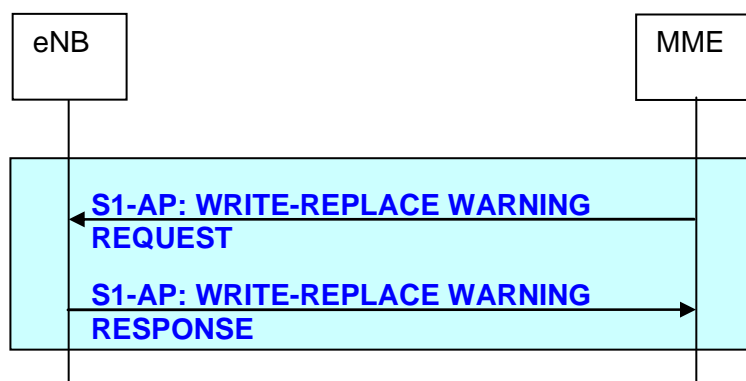 eNB
MME
S1-AP: WRITE-REPLACE WARNING
REQUEST
S1-AP: WRITE-REPLACE WARNING
RESPONSE